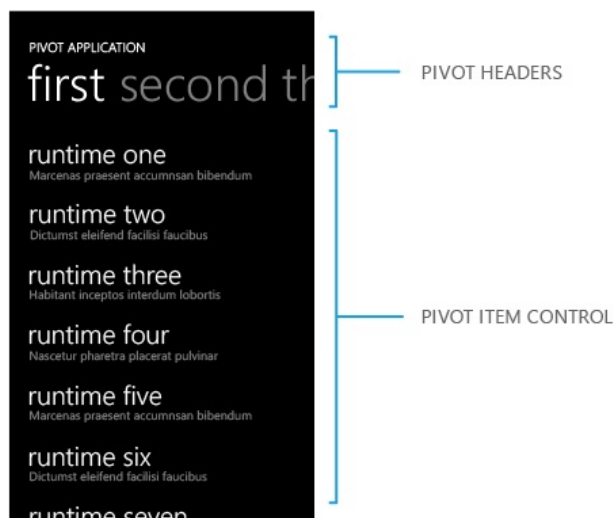 PIVOT APPLICATION
first second th
PIVOT HEADERS
runtime one
Marcenas praesent accumnsan bibendum
runtime two
Dictumst eleifend facilisi faucibus
runtime three
Habitant inceptos interdum lobortis
runtime four
Nascetur pharetra placerat pulvinar
PIVOT ITEM CONTROL
runtime five
Marcenas praesent accumnsan bibendum
runtime six
Dictumst eleifend facilisi faucibus
runtime seven